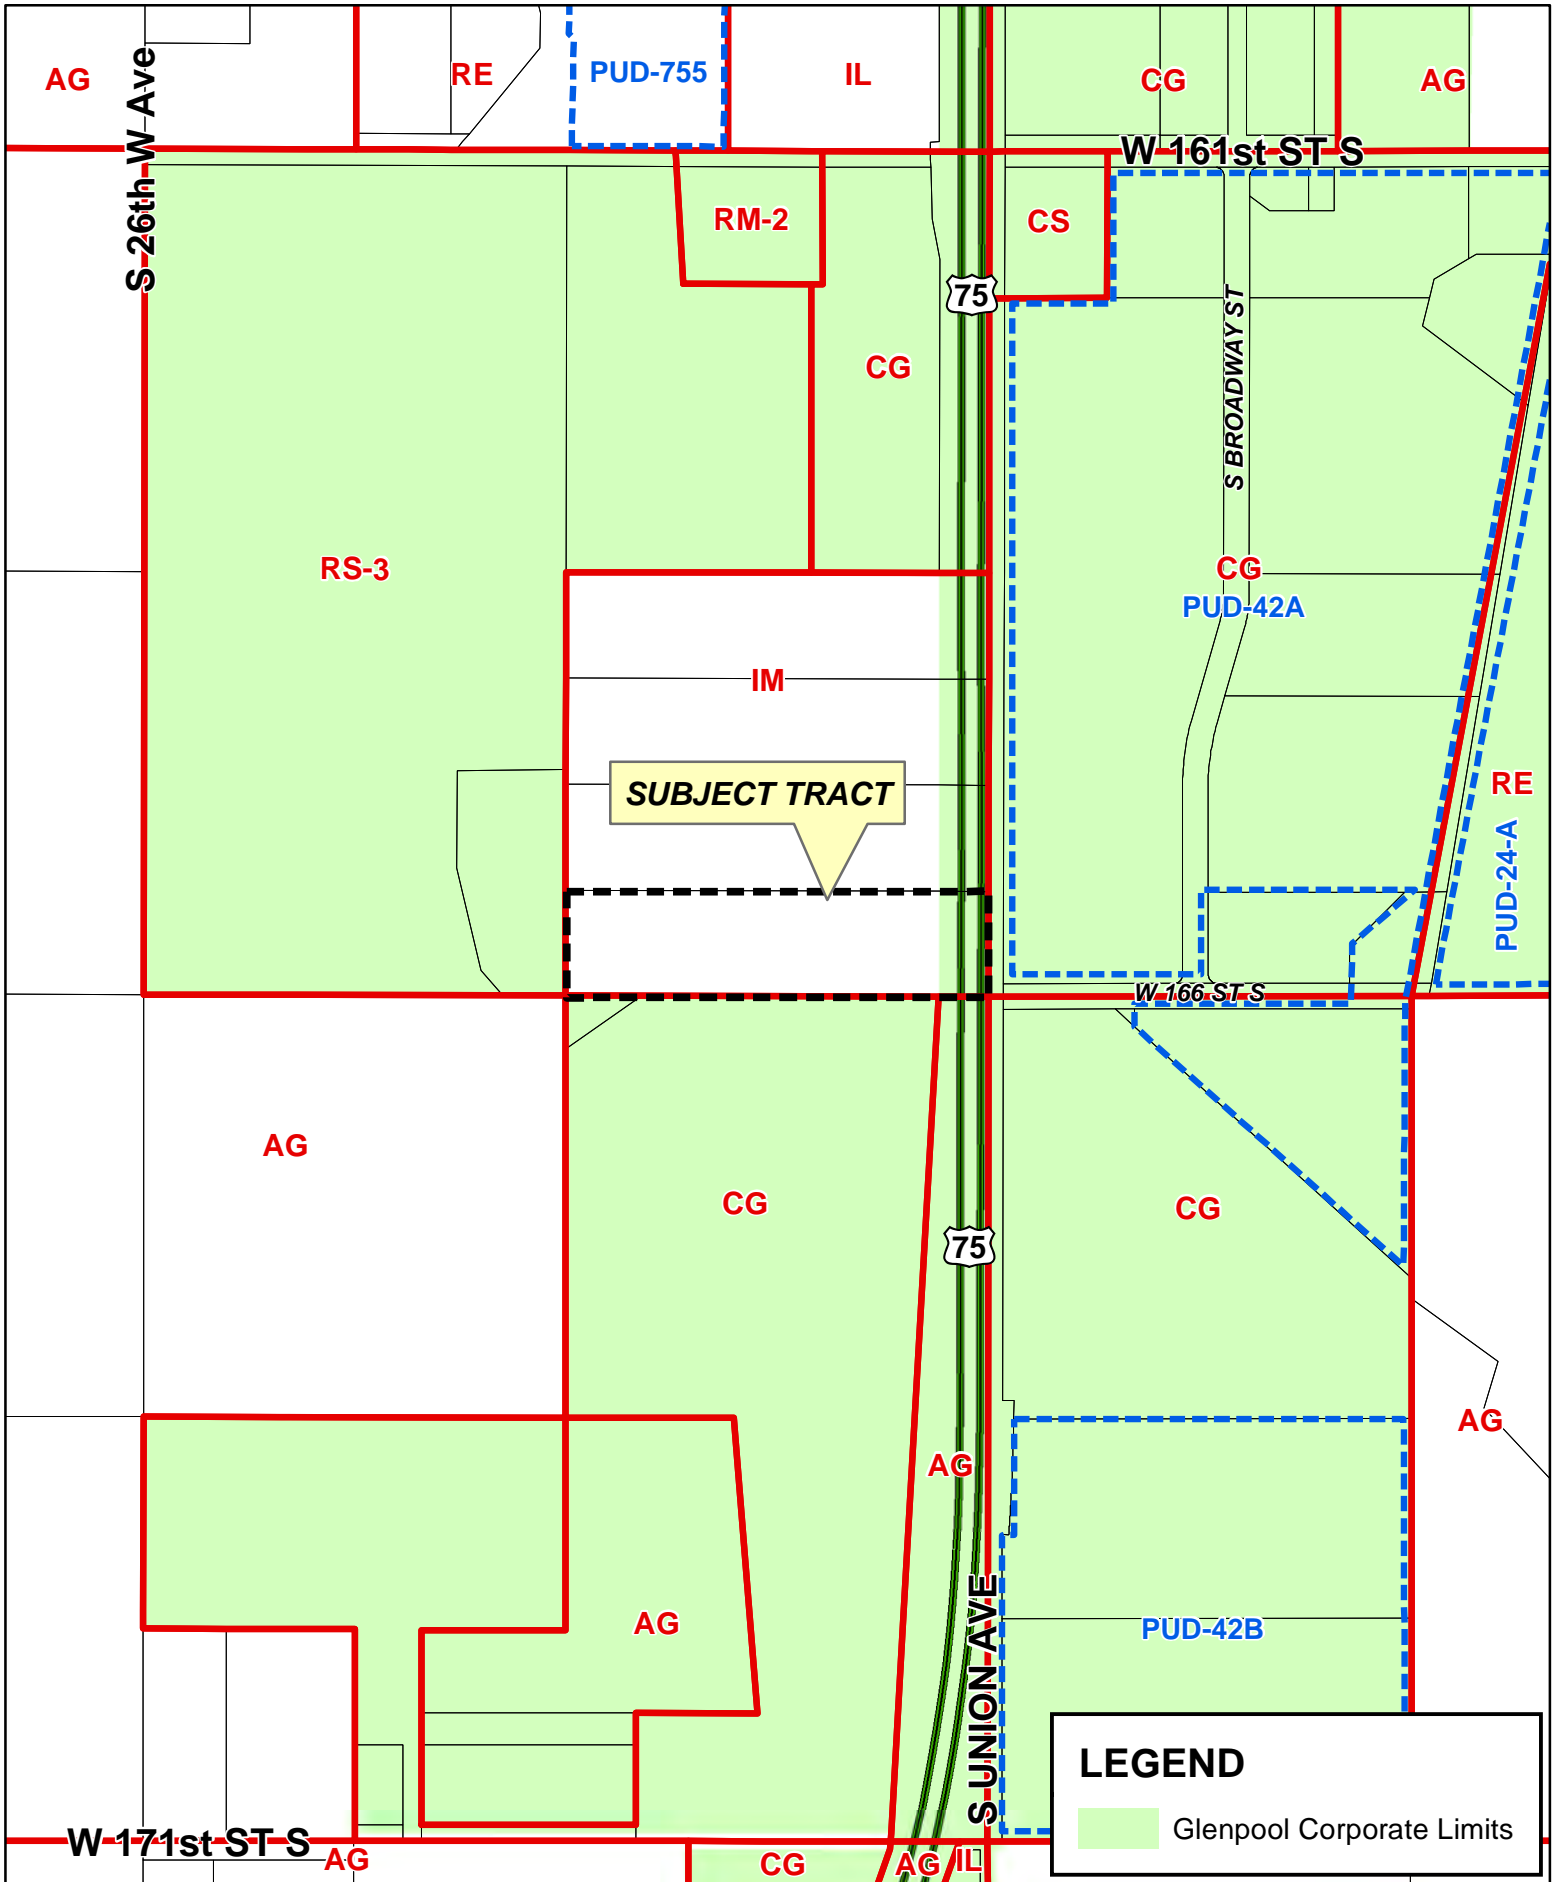 AG
S 26th W Ave
RE
PUD-755
IL
CG
AG
W 161st ST S
RM-2
CS
75
CG
S BROADWAY ST
RS-3
CG
PUD-42A
IM
SUBJECT TRACT
RE
PUD-24-A
W 166 ST S
AG
CG
CG
75
AG
AG
AG
S UNION AVE
PUD-42B
LEGEND
Glenpool Corporate Limits
W 171st ST S
AG
CG
AG
IL